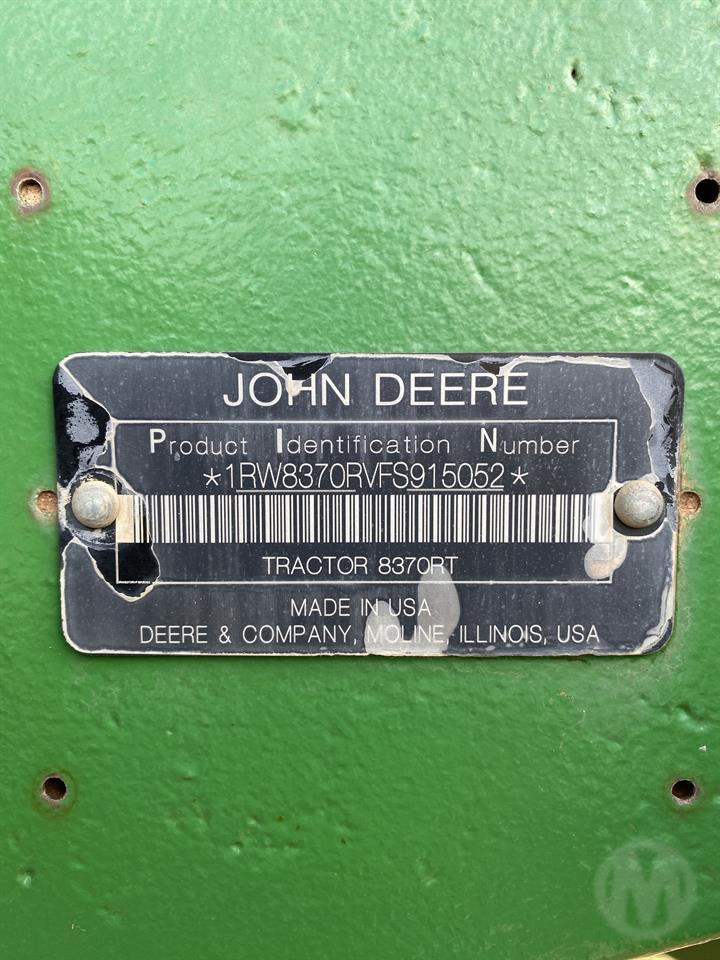 JOHN DEERE
Product Identification Number
*1RW8370RVFS915052*
TRACTOR 8370RT
MADE IN USA
DEERE & COMPANY, MOLINE, ILLINOIS, USA
M